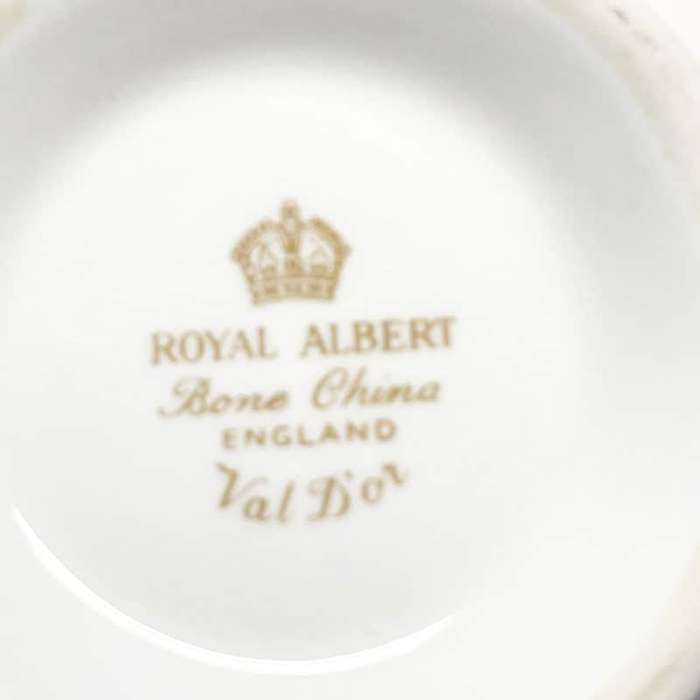 ROYAL ALBERT
Bone China
ENGLAND
Val D'or